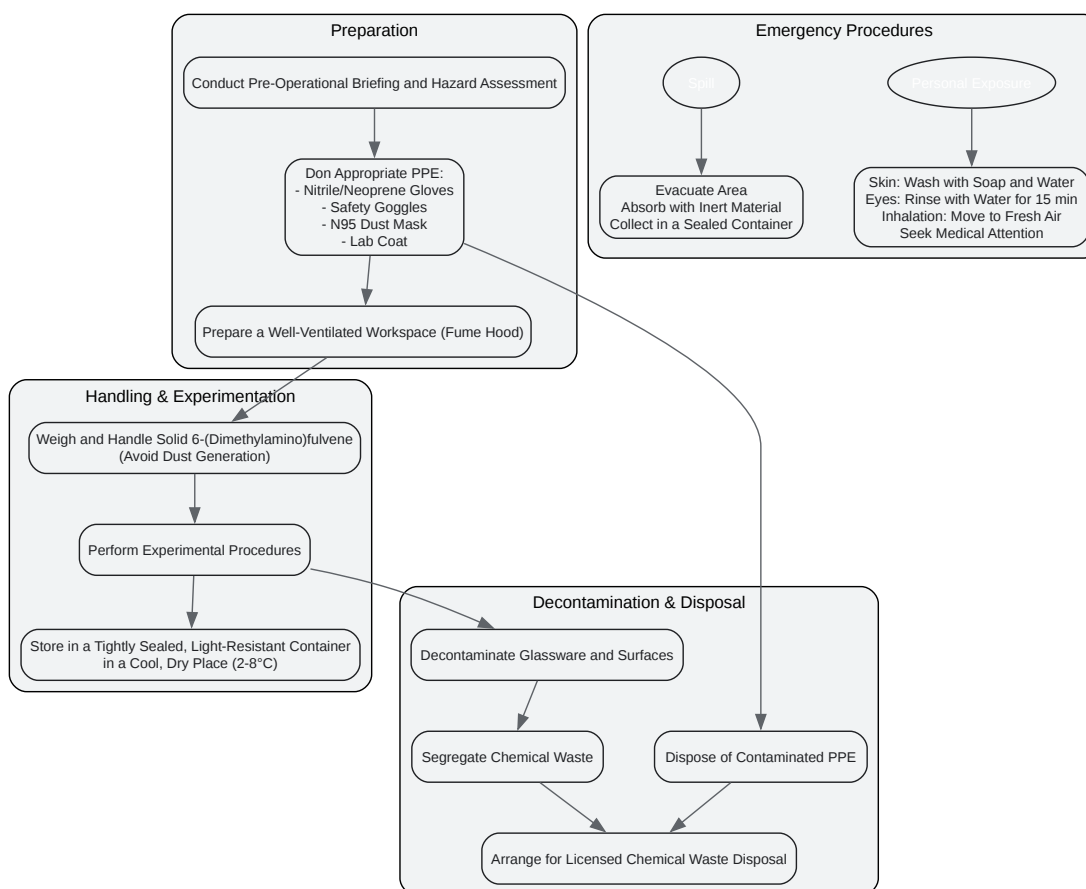 Preparation
Conduct Pre-Operational Briefing and Hazard Assessment
Don Appropriate PPE:
- Nitrile/Neoprene Gloves
- Safety Goggles
- N95 Dust Mask
- Lab Coat
Prepare a Well-Ventilated Workspace (Fume Hood)
Emergency Procedures
Spill
Personal Exposure
Evacuate Area
Absorb with Inert Material
Collect in a Sealed Container
Skin: Wash with Soap and Water
Eyes: Rinse with Water for 15 min
Inhalation: Move to Fresh Air
Seek Medical Attention
Handling & Experimentation
Weigh and Handle Solid 6-(Dimethylamino)fulvene
(Avoid Dust Generation)
Perform Experimental Procedures
Store in a Tightly Sealed, Light-Resistant Container
in a Cool, Dry Place (2-8°C)
Decontamination & Disposal
Decontaminate Glassware and Surfaces
Segregate Chemical Waste
Dispose of Contaminated PPE
Arrange for Licensed Chemical Waste Disposal